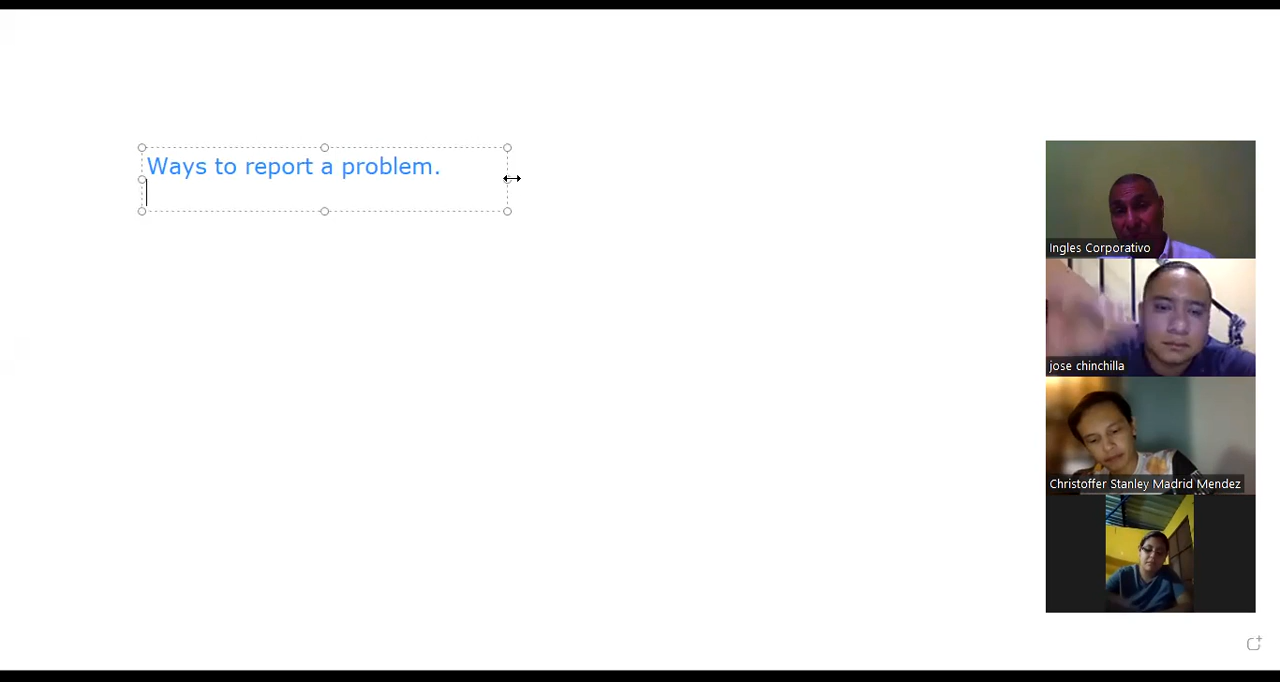 Ways to report a problem.
Ingles Corporativo
jose chinchilla
Christoffer Stanley Madrid Mendez